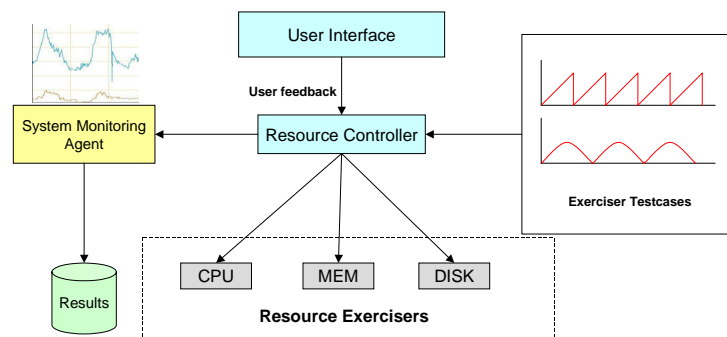 User Interface
User feedback
System Monitoring
Agent
Resource Controller
Exerciser Testcases
CPU
MEM
DISK
Results
Resource Exercisers